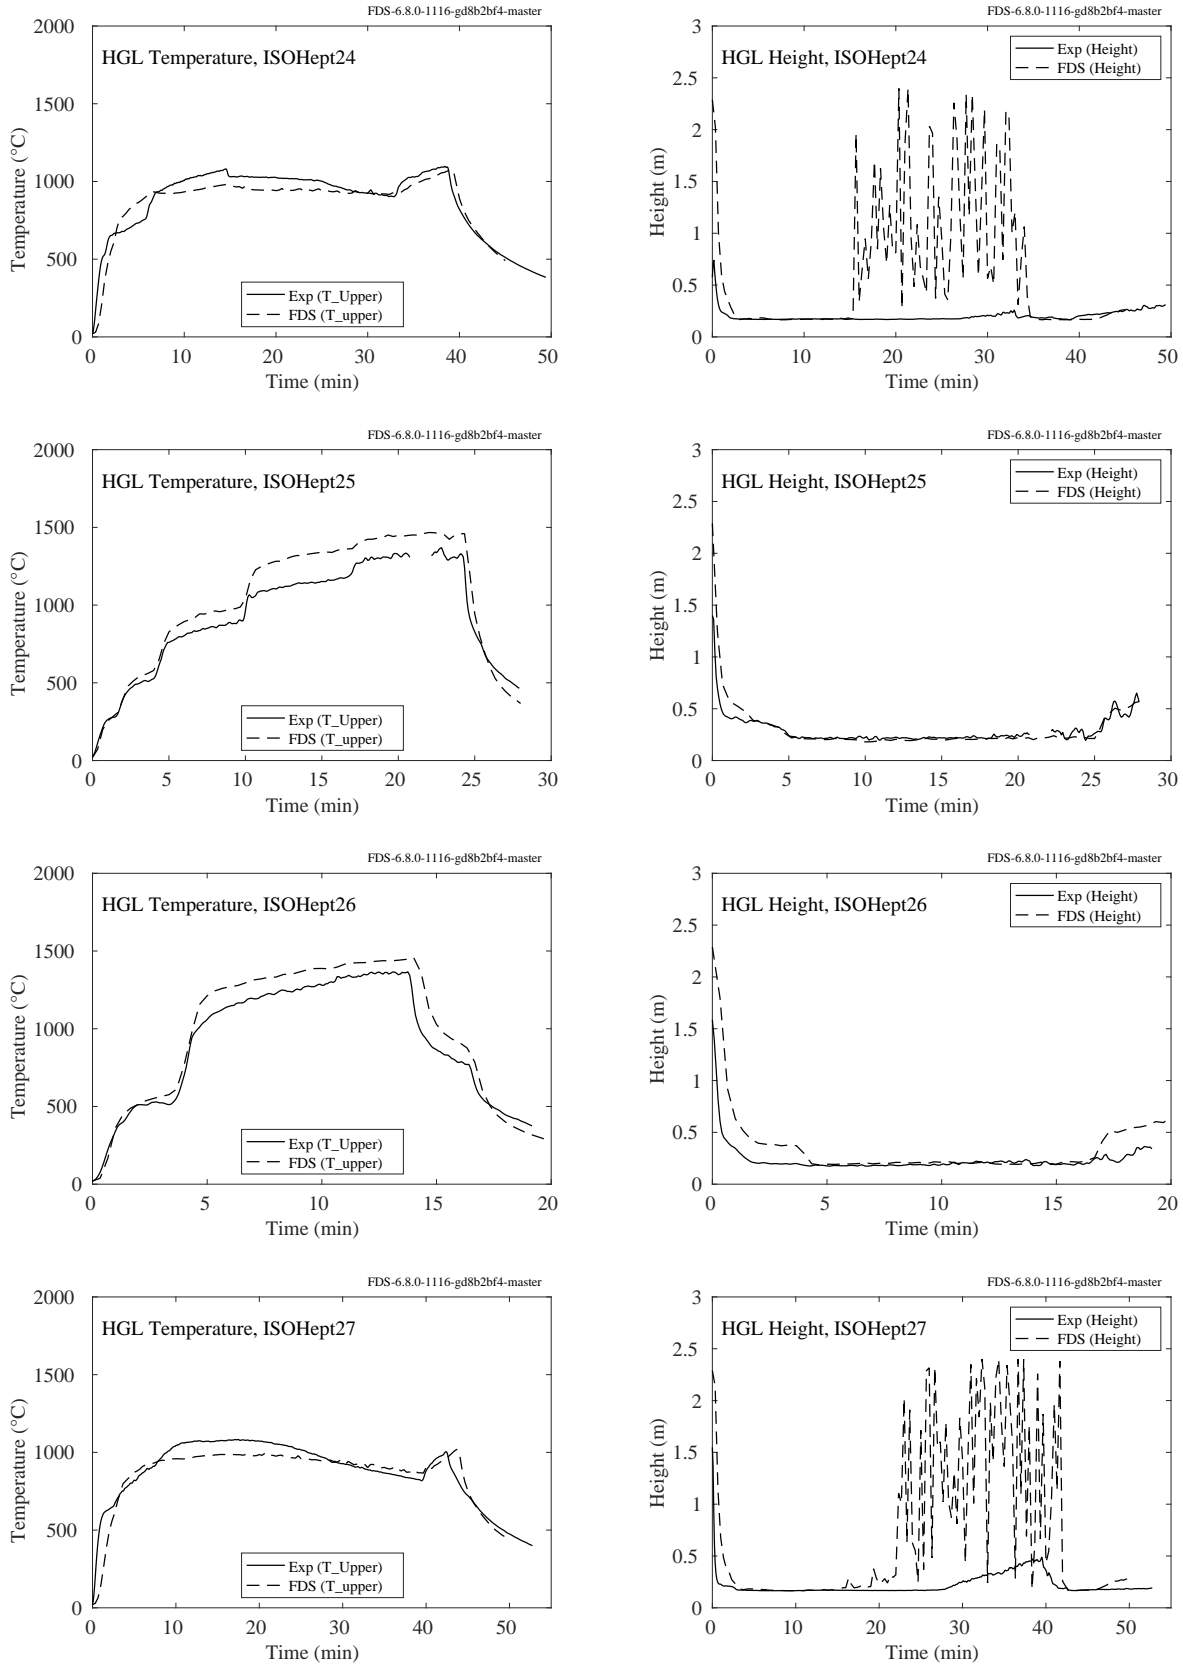 FDS-6.8.0-1116-gd8b2bf4-master
HGL Temperature, ISOHept24
2000
1500
1000
500
0
Temperature (°C)
Exp (T_Upper)
FDS (T_upper)
0 10 20 30 40 50
Time (min)
FDS-6.8.0-1116-gd8b2bf4-master
HGL Height, ISOHept24
Exp (Height)
FDS (Height)
3
2.5
2
1.5
1
0.5
0
Height (m)
0 10 20 30 40 50
Time (min)
FDS-6.8.0-1116-gd8b2bf4-master
HGL Temperature, ISOHept25
2000
1500
1000
500
0
Temperature (°C)
Exp (T_Upper)
FDS (T_upper)
0 5 10 15 20 25 30
Time (min)
FDS-6.8.0-1116-gd8b2bf4-master
HGL Height, ISOHept25
Exp (Height)
FDS (Height)
3
2.5
2
1.5
1
0.5
0
Height (m)
0 5 10 15 20 25 30
Time (min)
FDS-6.8.0-1116-gd8b2bf4-master
HGL Temperature, ISOHept26
2000
1500
1000
500
0
Temperature (°C)
Exp (T_Upper)
FDS (T_upper)
0 5 10 15 20
Time (min)
FDS-6.8.0-1116-gd8b2bf4-master
HGL Height, ISOHept26
Exp (Height)
FDS (Height)
3
2.5
2
1.5
1
0.5
0
Height (m)
0 5 10 15 20
Time (min)
FDS-6.8.0-1116-gd8b2bf4-master
HGL Temperature, ISOHept27
2000
1500
1000
500
0
Temperature (°C)
Exp (T_Upper)
FDS (T_upper)
0 10 20 30 40 50
Time (min)
FDS-6.8.0-1116-gd8b2bf4-master
HGL Height, ISOHept27
Exp (Height)
FDS (Height)
3
2.5
2
1.5
1
0.5
0
Height (m)
0 10 20 30 40 50
Time (min)